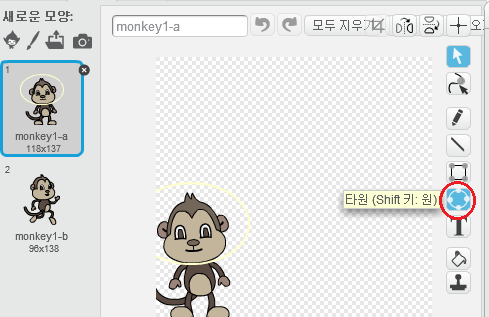 새로운 모양:
monkey1-a
모두 지우기
1
monkey1-a
118x137
2
monkey1-b
96x138
타원 (Shift 키: 원)
T